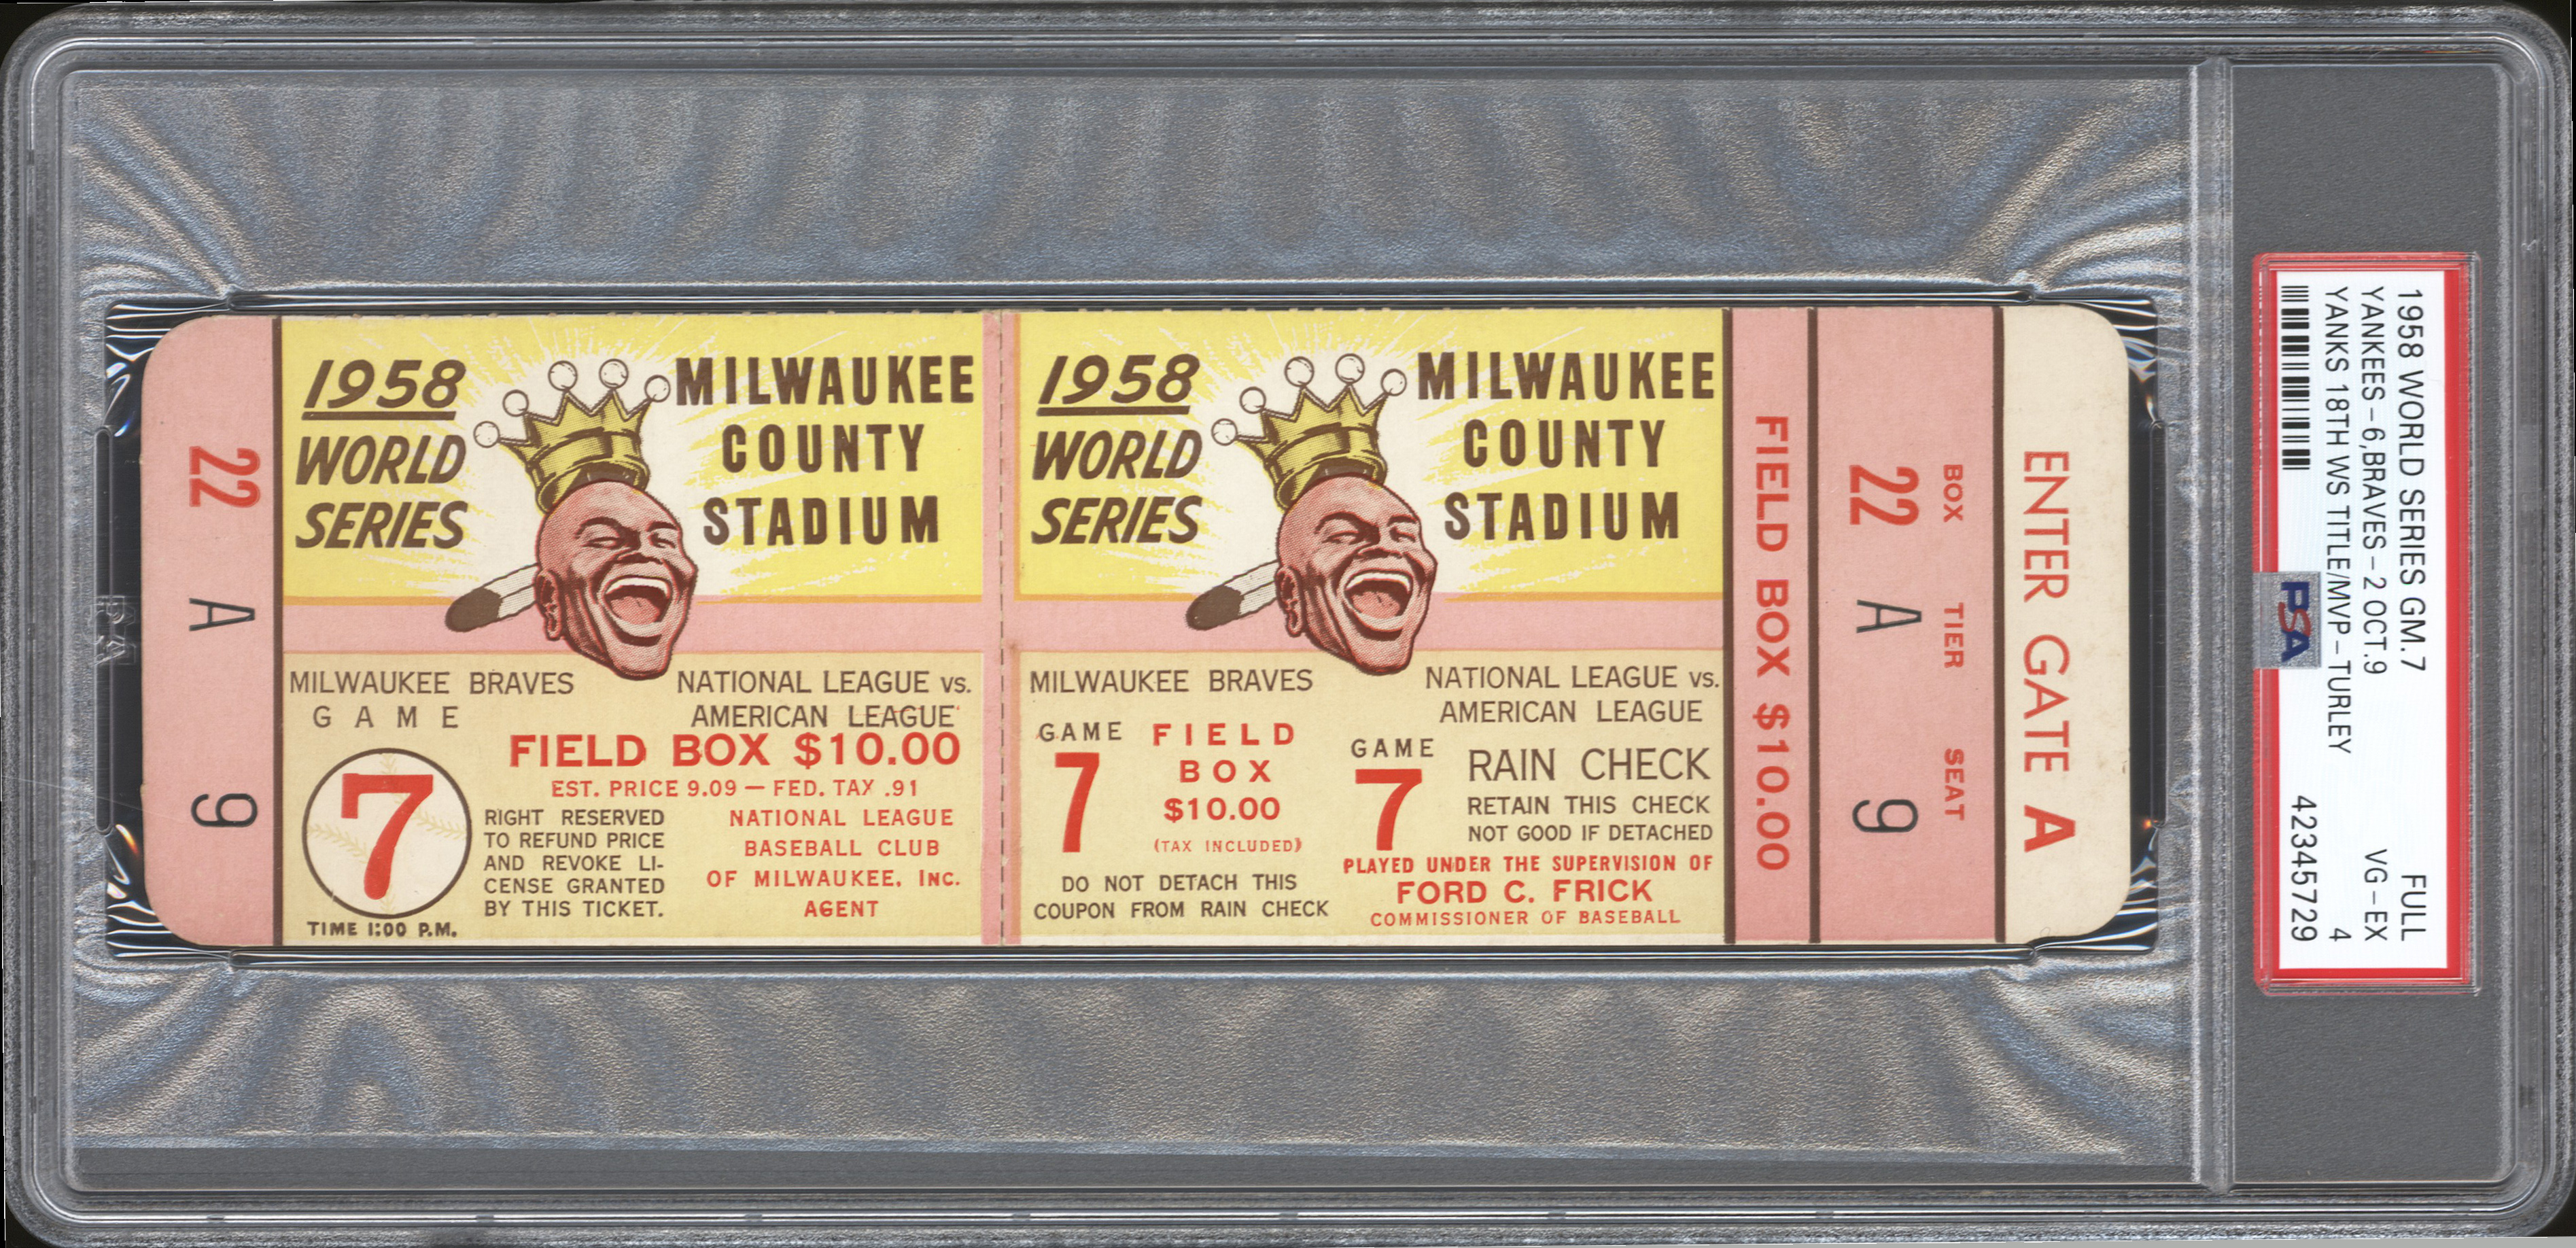 22
A
9
1958
WORLD
SERIES
MILWAUKEE
COUNTY
STADIUM
MILWAUKEE BRAVES
GAME
7
TIME 1:00 P.M.
NATIONAL LEAGUE vs.
AMERICAN LEAGUE
FIELD BOX $10.00
EST. PRICE 9.09 — FED. TAX .91
RIGHT RESERVED
TO REFUND PRICE
AND REVOKE LI-
CENSE GRANTED
BY THIS TICKET.
NATIONAL LEAGUE
BASEBALL CLUB
OF MILWAUKEE, INC.
AGENT
1958
WORLD
SERIES
MILWAUKEE
COUNTY
STADIUM
MILWAUKEE BRAVES
NATIONAL LEAGUE vs.
AMERICAN LEAGUE
GAME
7
FIELD
BOX
$10.00
(TAX INCLUDED)
DO NOT DETACH THIS
COUPON FROM RAIN CHECK
GAME
7
RAIN CHECK
RETAIN THIS CHECK
NOT GOOD IF DETACHED
PLAYED UNDER THE SUPERVISION OF
FORD C. FRICK
COMMISSIONER OF BASEBALL
FIELD BOX $10.00
BOX TIER SEAT
22 A 9
ENTER GATE A
1958 WORLD SERIES GM.7 FULL
YANKEES-6,BRAVES-2 OCT.9 VG-EX
YANKS 18TH WS TITLE/MVP-TURLEY 4
42345729
PSA